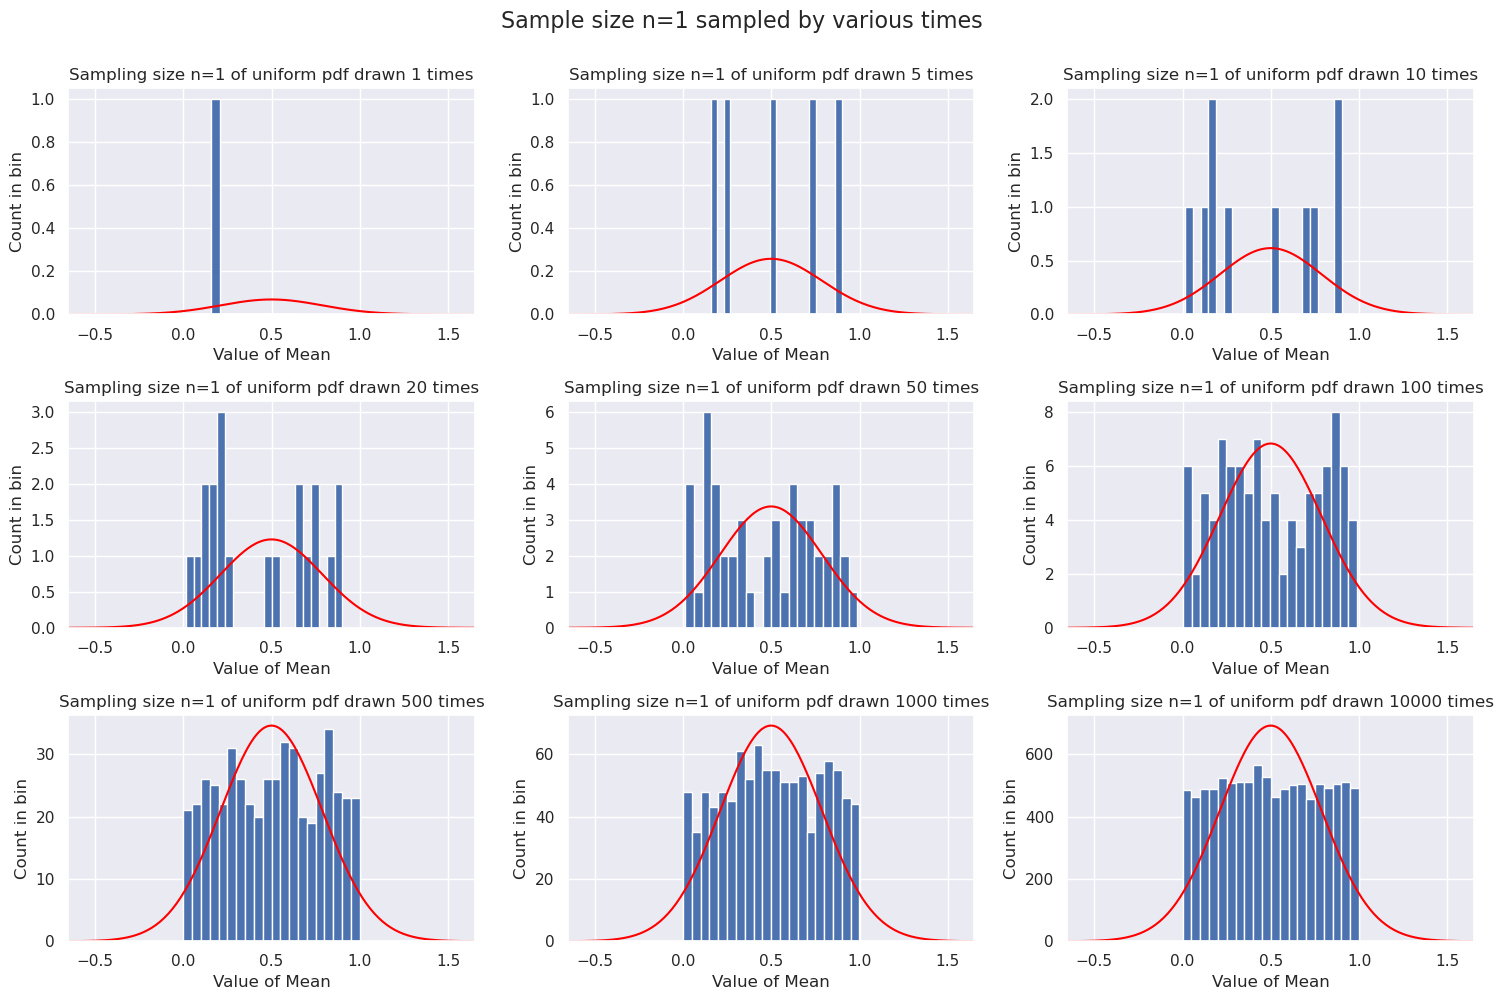 Sample size n=1 sampled by various times
Sampling size n=1 of uniform pdf drawn 1 times
1.0
0.8
0.6
0.4
0.2
0.0
Count in bin
−0.5 0.0 0.5 1.0 1.5
Value of Mean
Sampling size n=1 of uniform pdf drawn 5 times
1.0
0.8
0.6
0.4
0.2
0.0
Count in bin
−0.5 0.0 0.5 1.0 1.5
Value of Mean
Sampling size n=1 of uniform pdf drawn 10 times
2.0
1.5
1.0
0.5
0.0
Count in bin
−0.5 0.0 0.5 1.0 1.5
Value of Mean
Sampling size n=1 of uniform pdf drawn 20 times
3.0
2.5
2.0
1.5
1.0
0.5
0.0
Count in bin
−0.5 0.0 0.5 1.0 1.5
Value of Mean
Sampling size n=1 of uniform pdf drawn 50 times
6
5
4
3
2
1
0
Count in bin
−0.5 0.0 0.5 1.0 1.5
Value of Mean
Sampling size n=1 of uniform pdf drawn 100 times
8
6
4
2
0
Count in bin
−0.5 0.0 0.5 1.0 1.5
Value of Mean
Sampling size n=1 of uniform pdf drawn 500 times
30
20
10
0
Count in bin
−0.5 0.0 0.5 1.0 1.5
Value of Mean
Sampling size n=1 of uniform pdf drawn 1000 times
60
40
20
0
Count in bin
−0.5 0.0 0.5 1.0 1.5
Value of Mean
Sampling size n=1 of uniform pdf drawn 10000 times
600
400
200
0
Count in bin
−0.5 0.0 0.5 1.0 1.5
Value of Mean